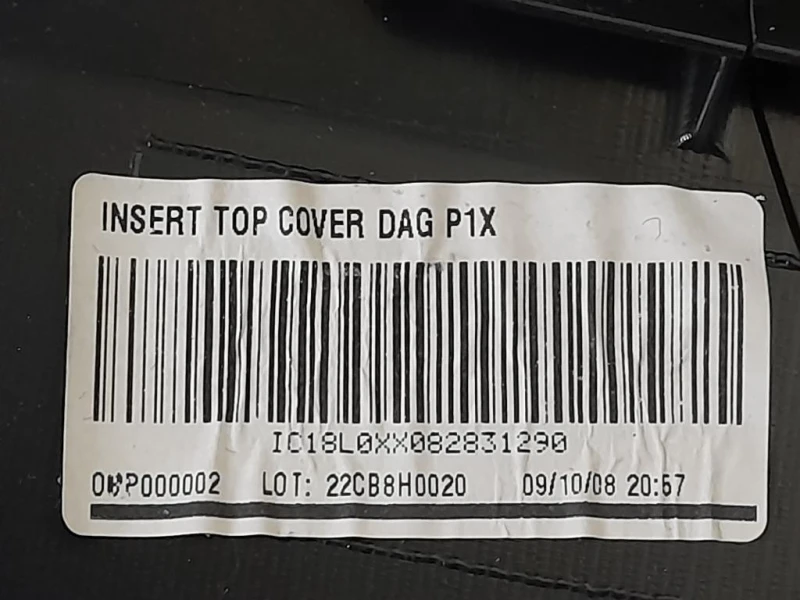 INSERT TOP COVER DAG P1X
IC18L0XX082831290
LOT: 22CB8H0020 09/10/08 20:57